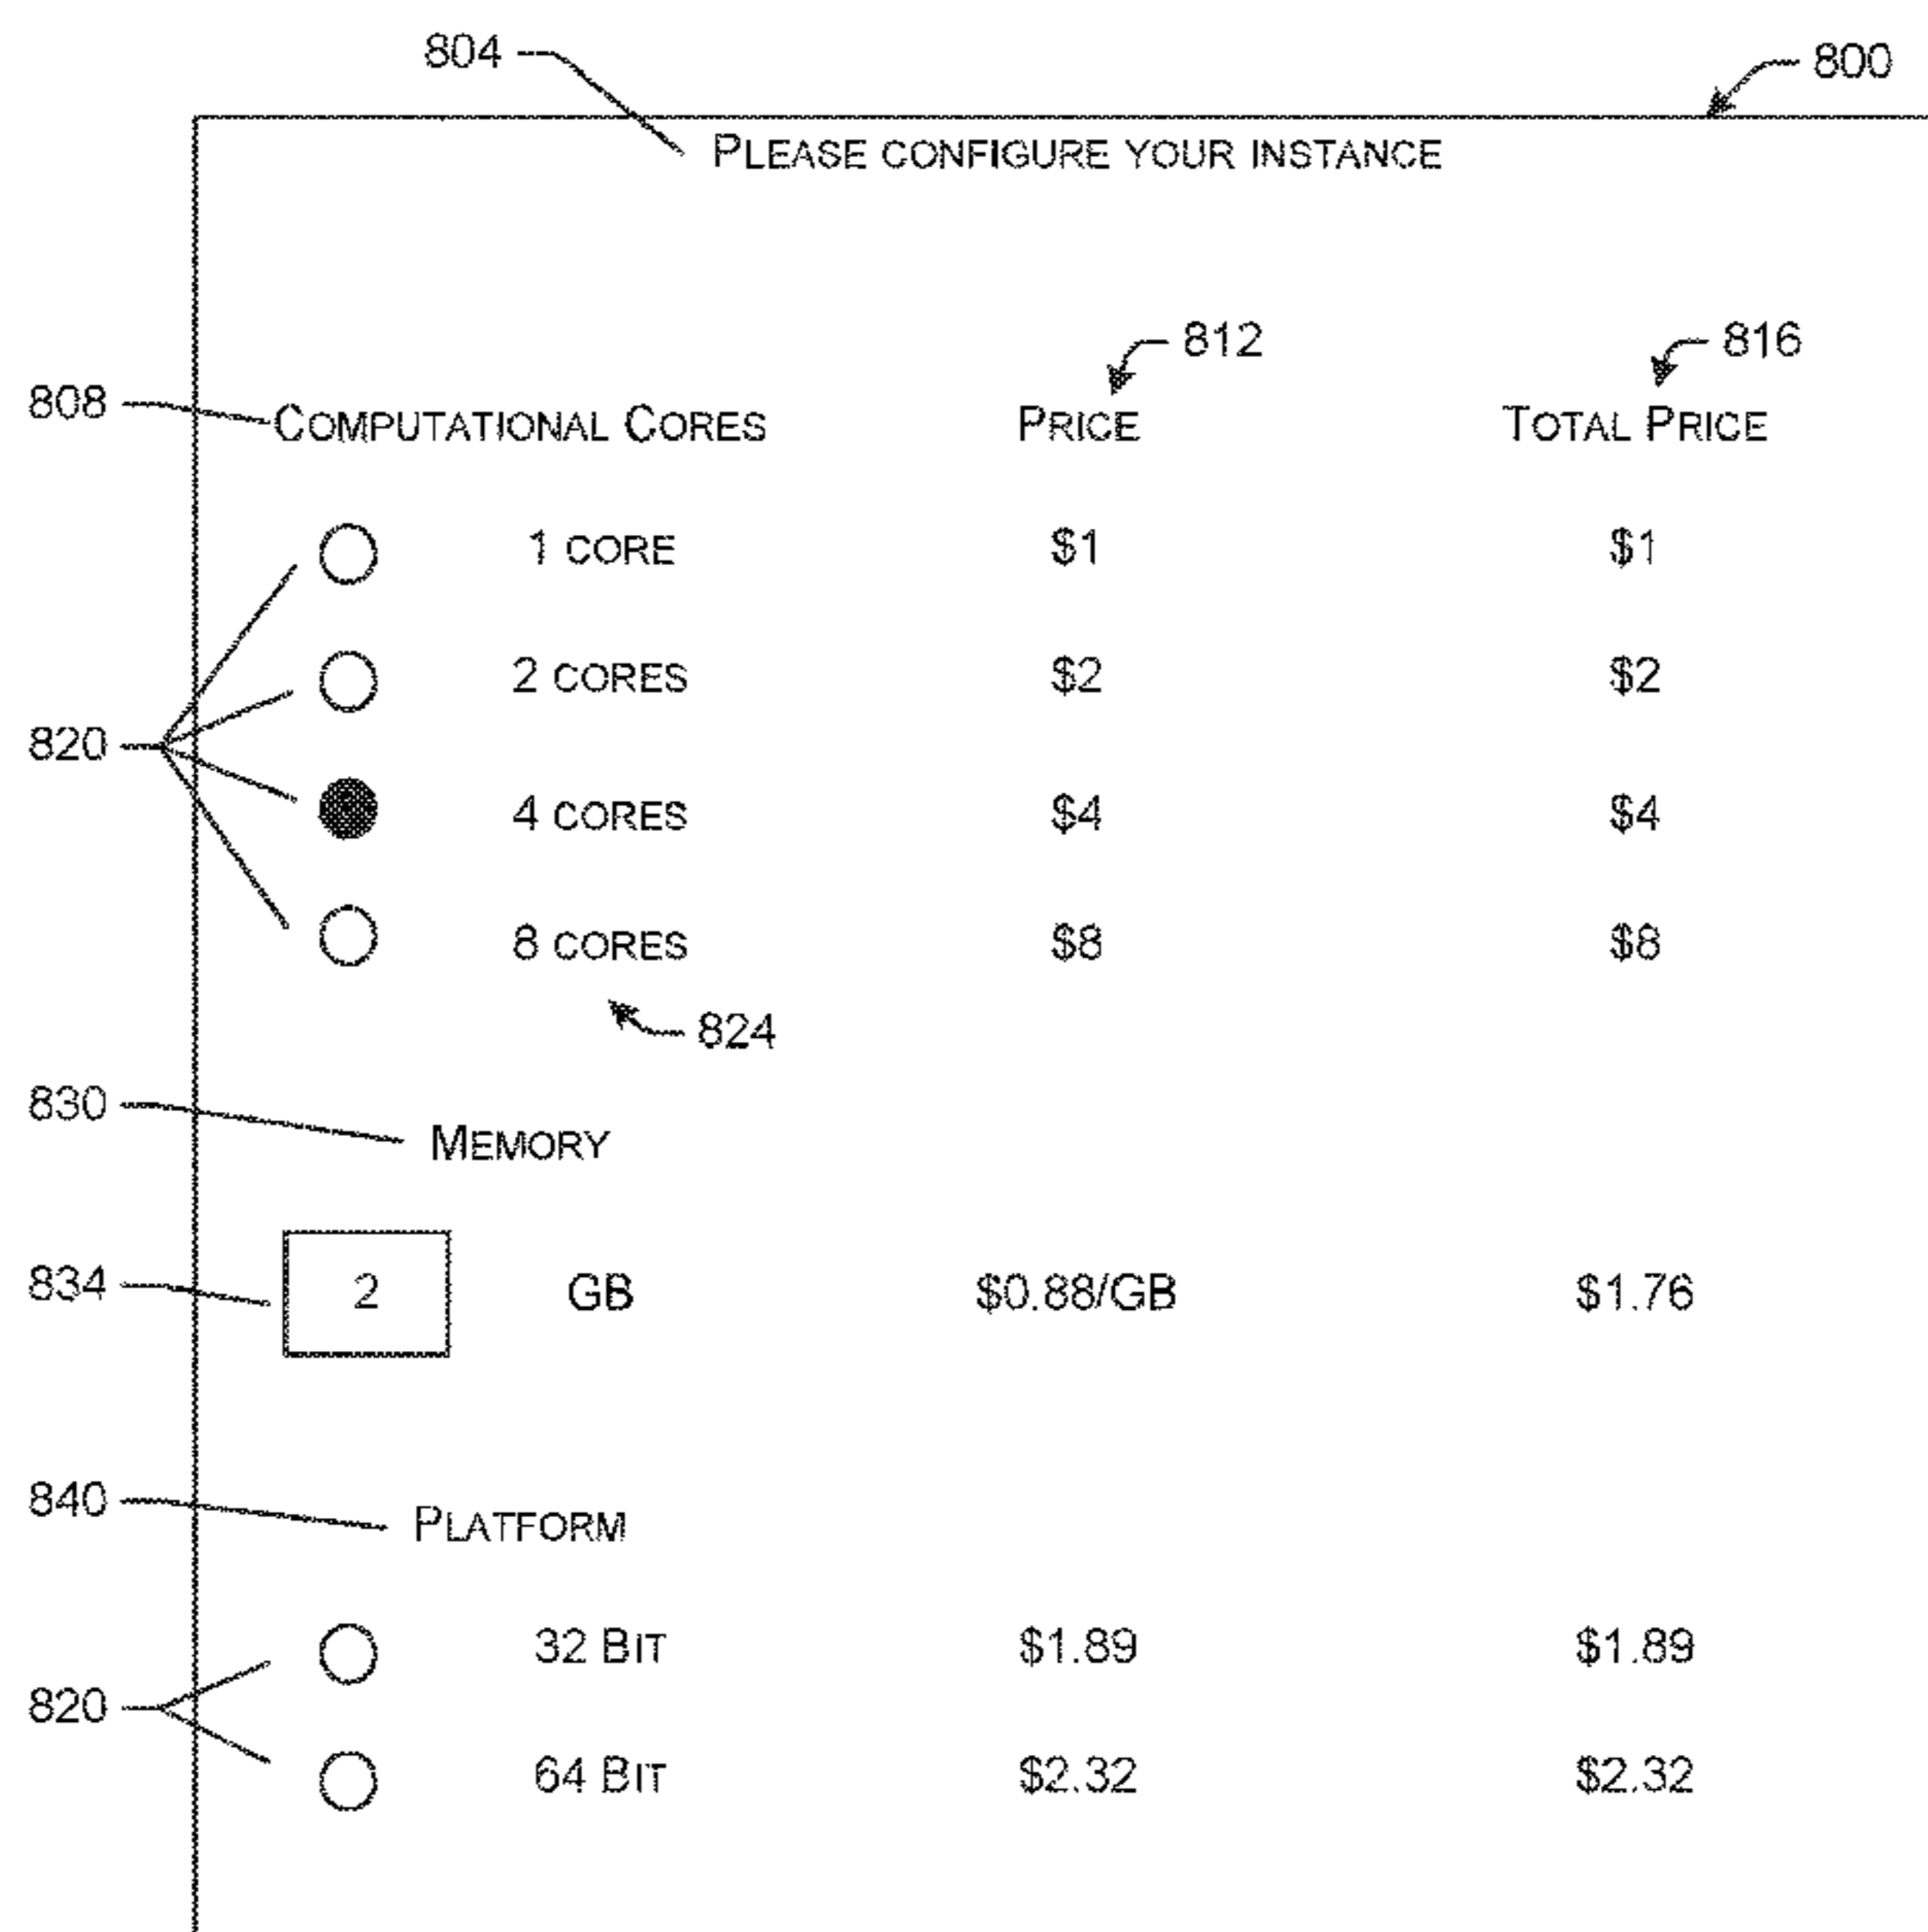 804
800
PLEASE CONFIGURE YOUR INSTANCE
812 816
808 COMPUTATIONAL CORES PRICE TOTAL PRICE
1 CORE $1 $1
2 CORES $2 $2
820
4 CORES $4 $4
8 CORES $8 $8
824
830
MEMORY
834 2 GB $0.88/GB $1.76
840
PLATFORM
32 BIT $1.89 $1.89
820
64 BIT $2.32 $2.32